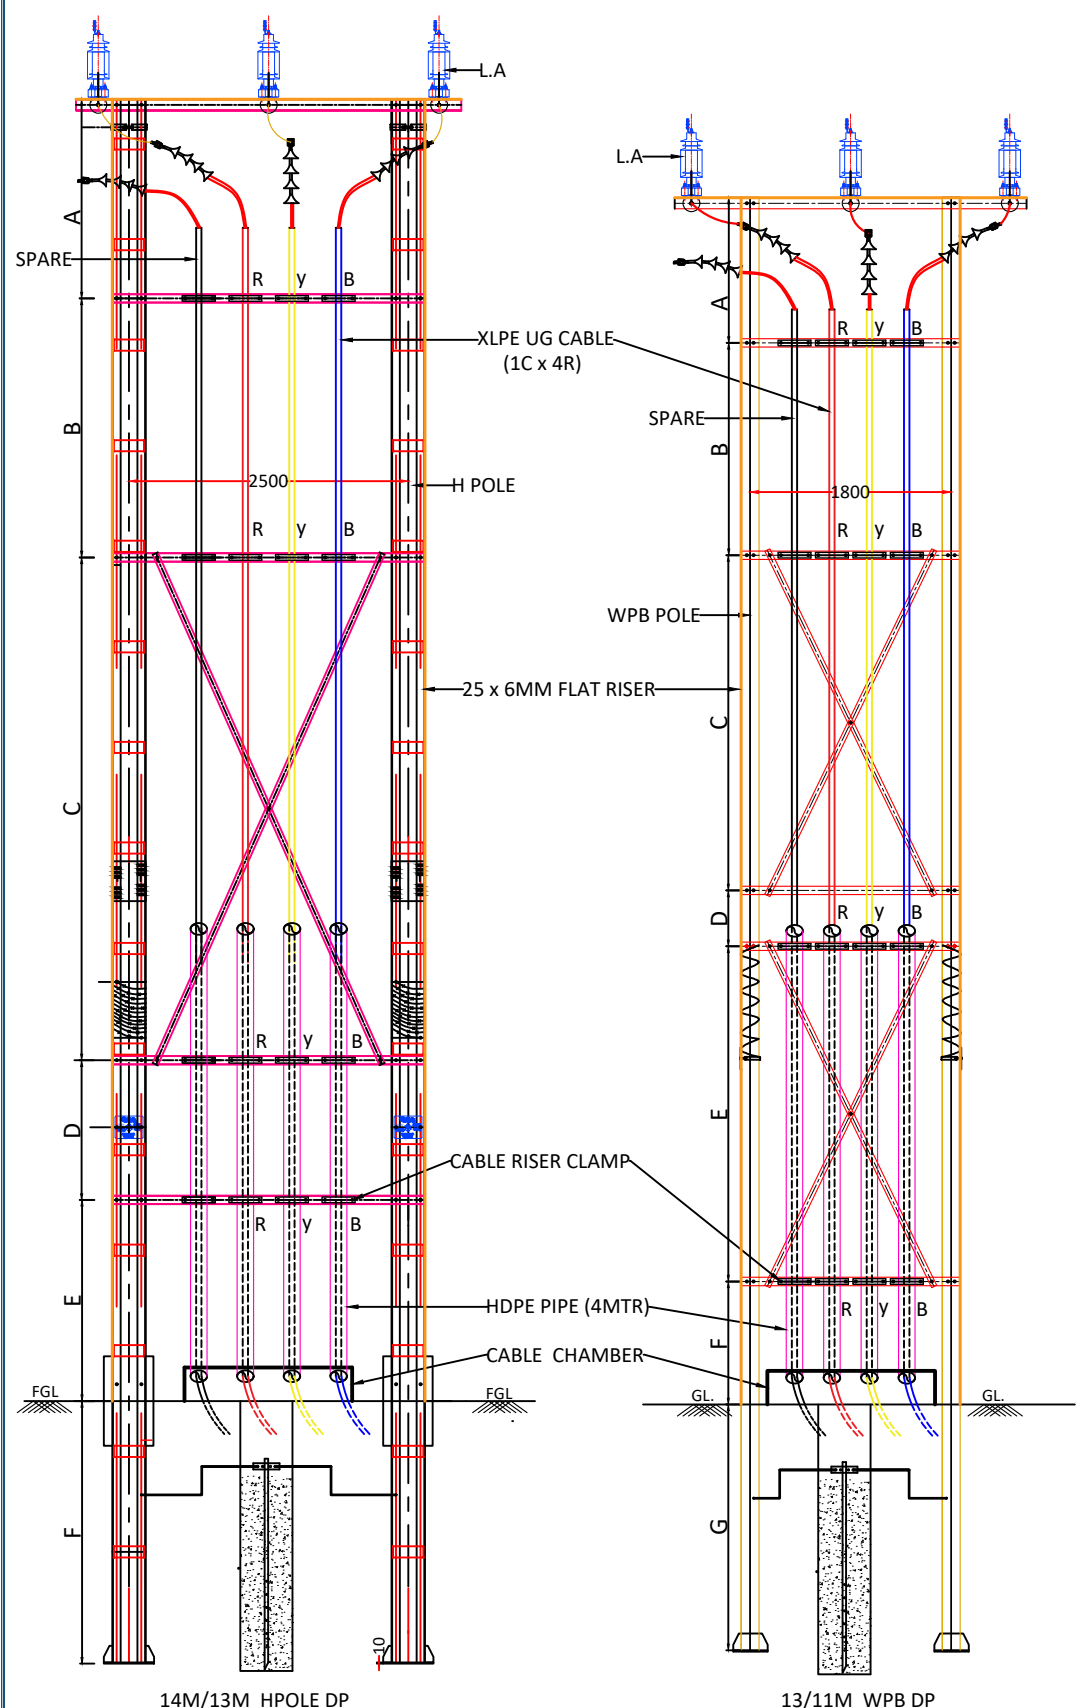 L.A
L.A
A
SPARE
R y B
A
R y B
XLPE UG CABLE
(1C x 4R)
SPARE
B
B
2500
H POLE
1800
R y B
R y B
WPB POLE
25 x 6MM FLAT RISER
C
C
D
R y B
R y B
D
E
CABLE RISER CLAMP
R y B
E
HDPE PIPE (4MTR)
R y B
F
CABLE CHAMBER
FGL
FGL
GL.
GL.
F
G
10
14M/13M HPOLE DP
13/11M WPB DP